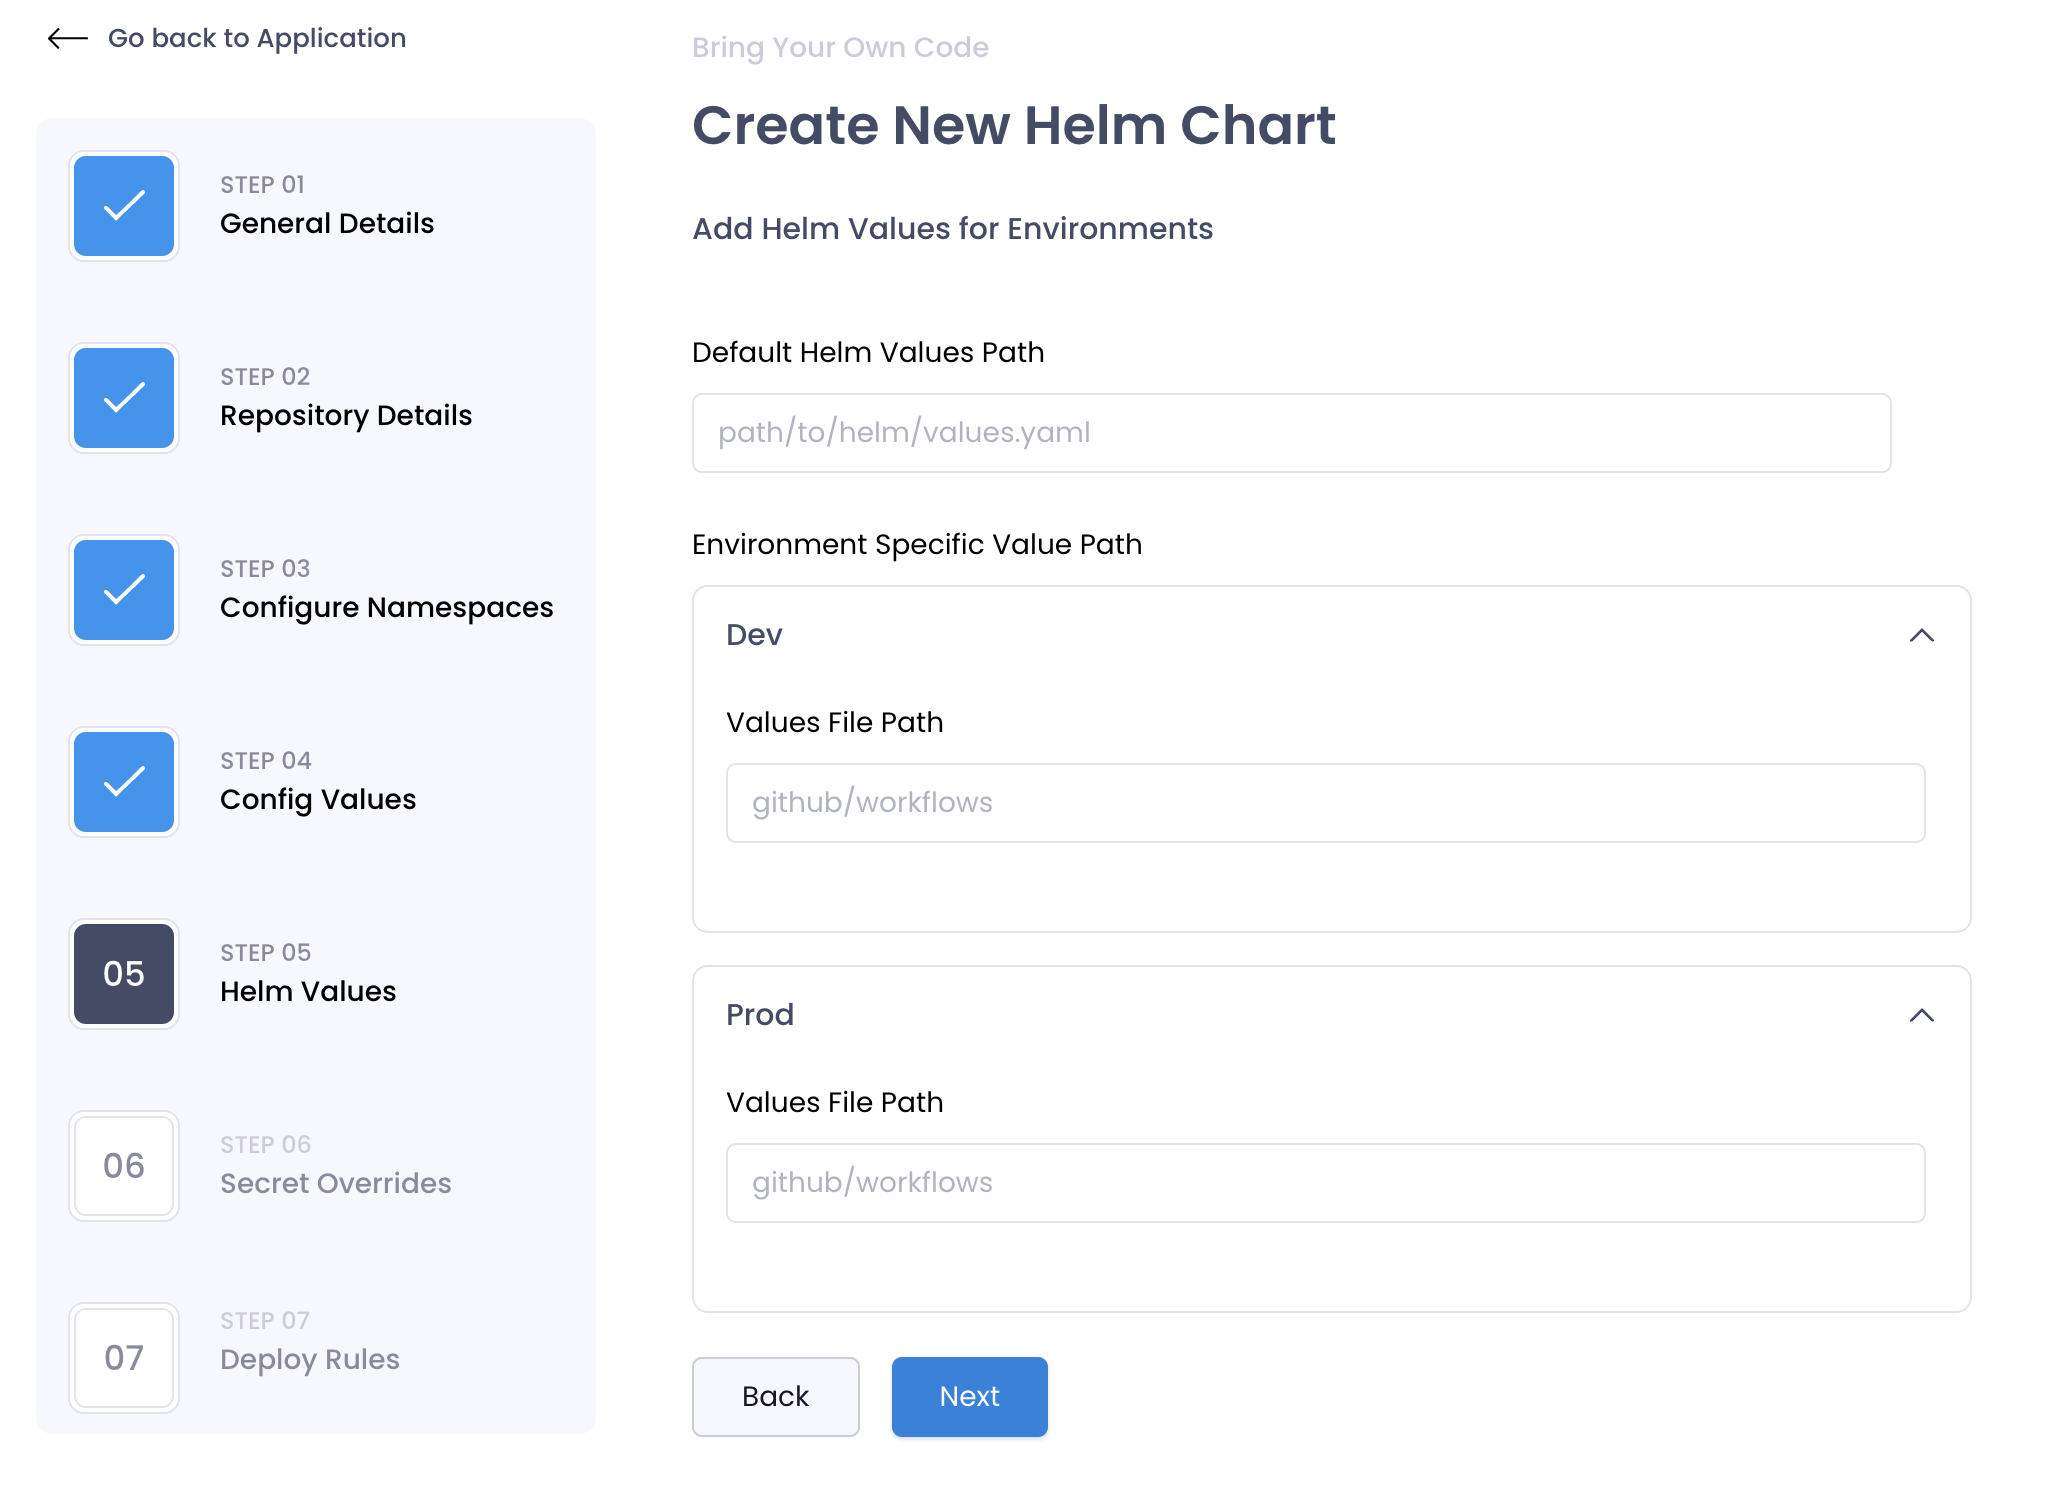 Go back to Application
STEP 01
General Details
STEP 02
Repository Details
STEP 03
Configure Namespaces
STEP 04
Config Values
05
STEP 05
Helm Values
06
STEP 06
Secret Overrides
07
STEP 07
Deploy Rules
Bring Your Own Code
Create New Helm Chart
Add Helm Values for Environments
Default Helm Values Path
path/to/helm/values.yaml
Environment Specific Value Path
Dev
Values File Path
github/workflows
Prod
Values File Path
github/workflows
Back
Next